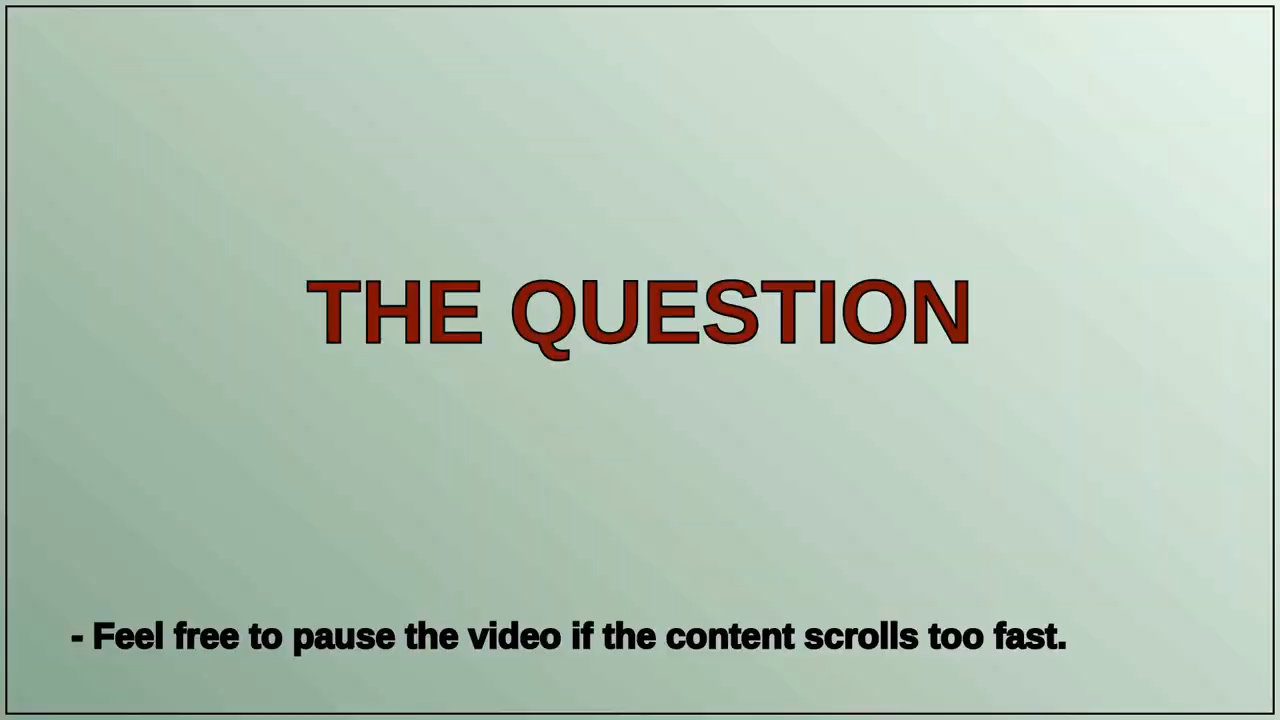 THE QUESTION
- Feel free to pause the video if the content scrolls too fast.